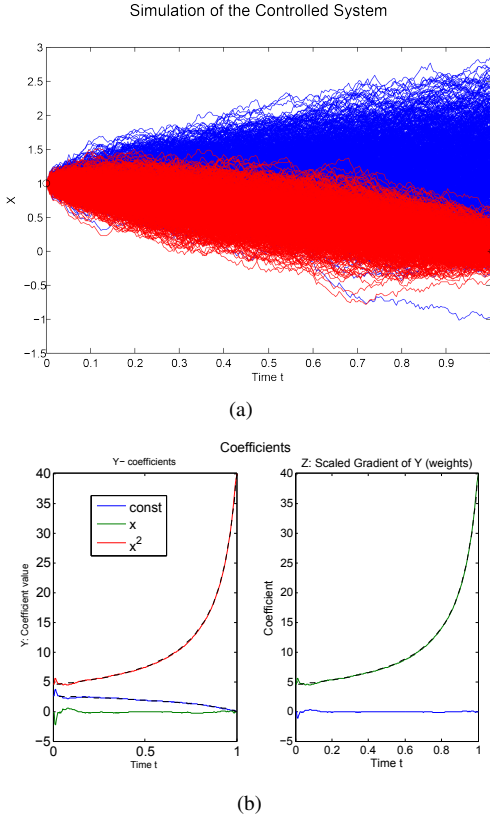 Simulation of the Controlled System
3
2.5
2
1.5
1
0.5
0
−0.5
−1
−1.5
X
0 0.1 0.2 0.3 0.4 0.5 0.6 0.7 0.8 0.9
Time t
(a)
Coefficients
Y− coefficients
40
35
30
25
20
15
10
5
0
−5
Y: Coefficient value
const
x
x²
0 0.5 1
Time t
Z: Scaled Gradient of Y (weights)
40
35
30
25
20
15
10
5
0
−5
Coefficient
0 0.2 0.4 0.6 0.8 1
Time t
(b)